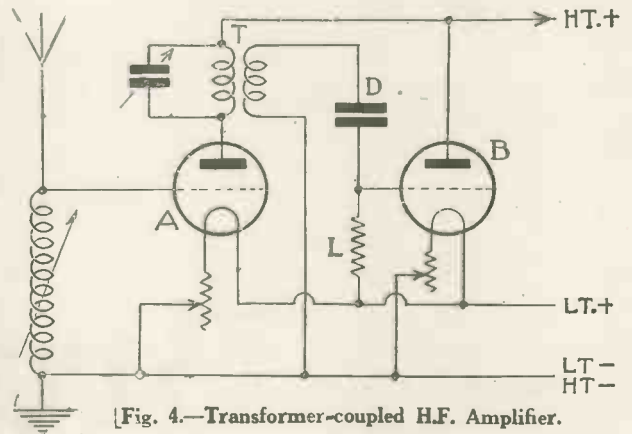 HT.+
T
D
B
A
L
LT.+
LT-
HT-
Fig. 4.—Transformer-coupled H.F. Amplifier.